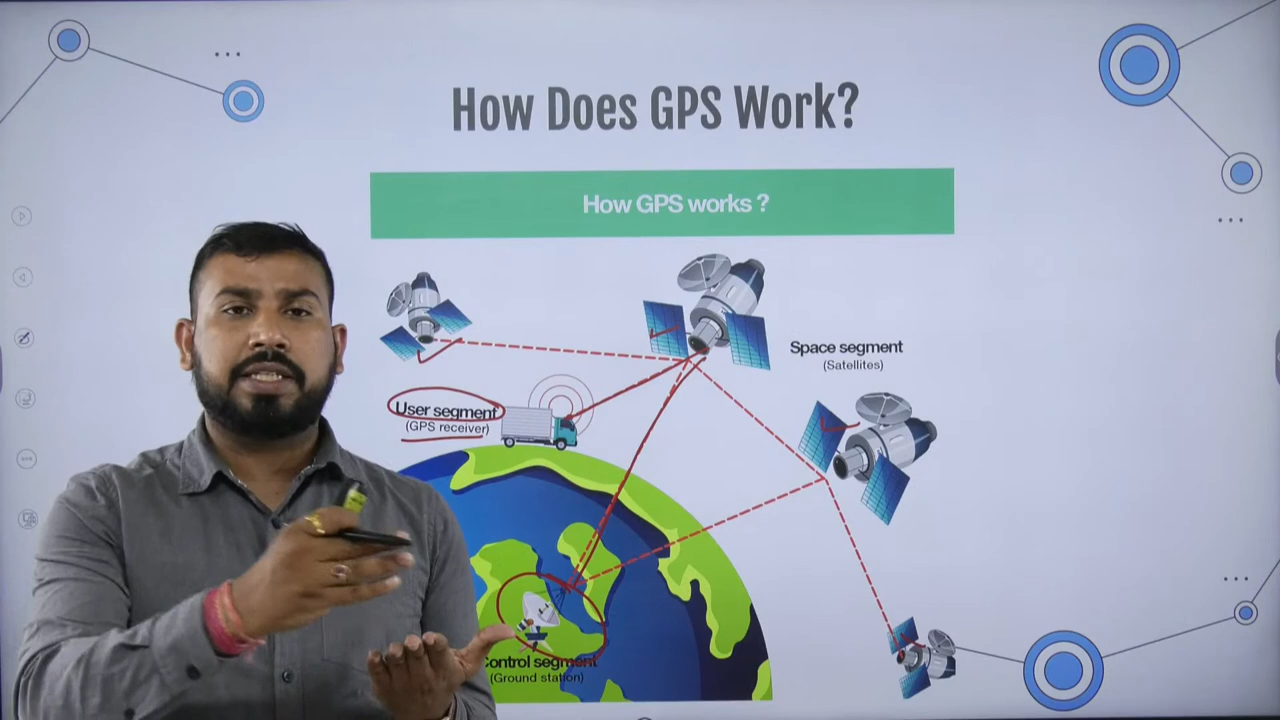 How Does GPS Work?
How GPS works ?
Space segment
(Satellites)
User segment
(GPS receiver)
Control segment
(Ground station)